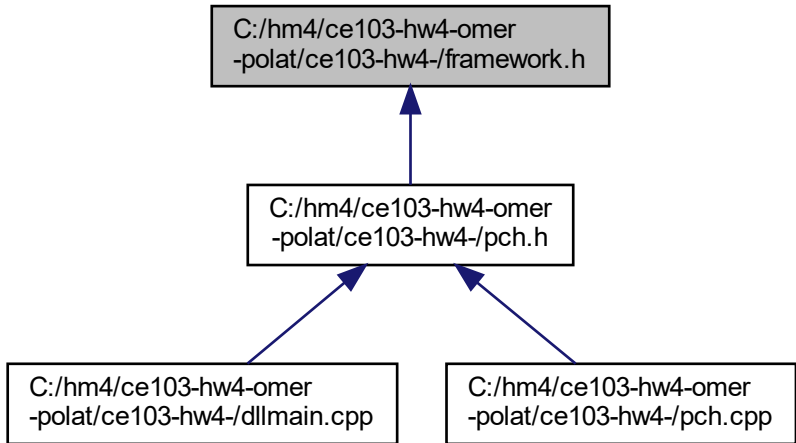 C:/hm4/ce103-hw4-omer
-polat/ce103-hw4-/framework.h
C:/hm4/ce103-hw4-omer
-polat/ce103-hw4-/pch.h
C:/hm4/ce103-hw4-omer
-polat/ce103-hw4-/dllmain.cpp
C:/hm4/ce103-hw4-omer
-polat/ce103-hw4-/pch.cpp